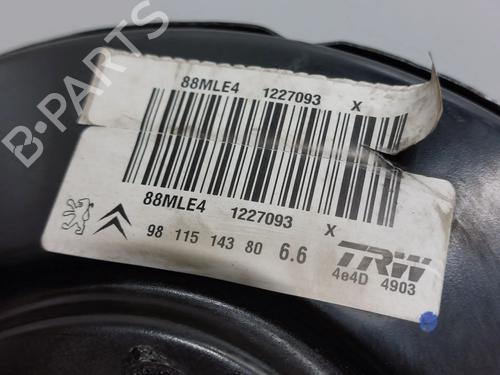 88MLE4 1227093 X
88MLE4 1227093 X
98 115 143 80 6.6
TRW
4e4D 4903
B-PARTS